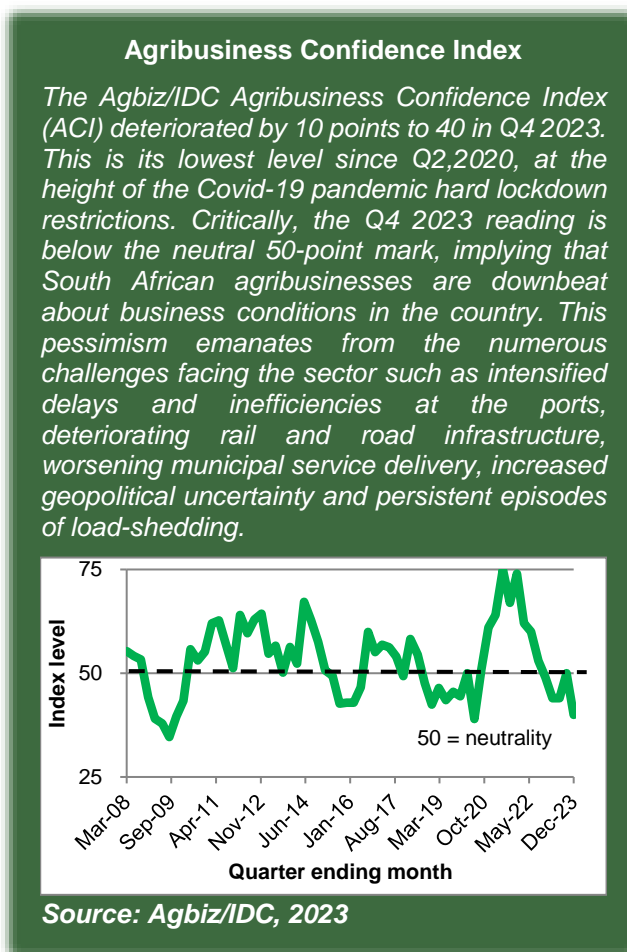 Agribusiness Confidence Index
The Agbiz/IDC Agribusiness Confidence Index
(ACI) deteriorated by 10 points to 40 in Q4 2023.
This is its lowest level since Q2,2020, at the
height of the Covid-19 pandemic hard lockdown
restrictions. Critically, the Q4 2023 reading is
below the neutral 50-point mark, implying that
South African agribusinesses are downbeat
about business conditions in the country. This
pessimism emanates from the numerous
challenges facing the sector such as intensified
delays and inefficiencies at the ports,
deteriorating rail and road infrastructure,
worsening municipal service delivery, increased
geopolitical uncertainty and persistent episodes
of load-shedding.
75
50
25
Index level
50 = neutrality
Mar-08
Sep-09
Apr-11
Nov-12
Jun-14
Jan-16
Aug-17
Mar-19
Oct-20
May-22
Dec-23
Quarter ending month
Source: Agbiz/IDC, 2023